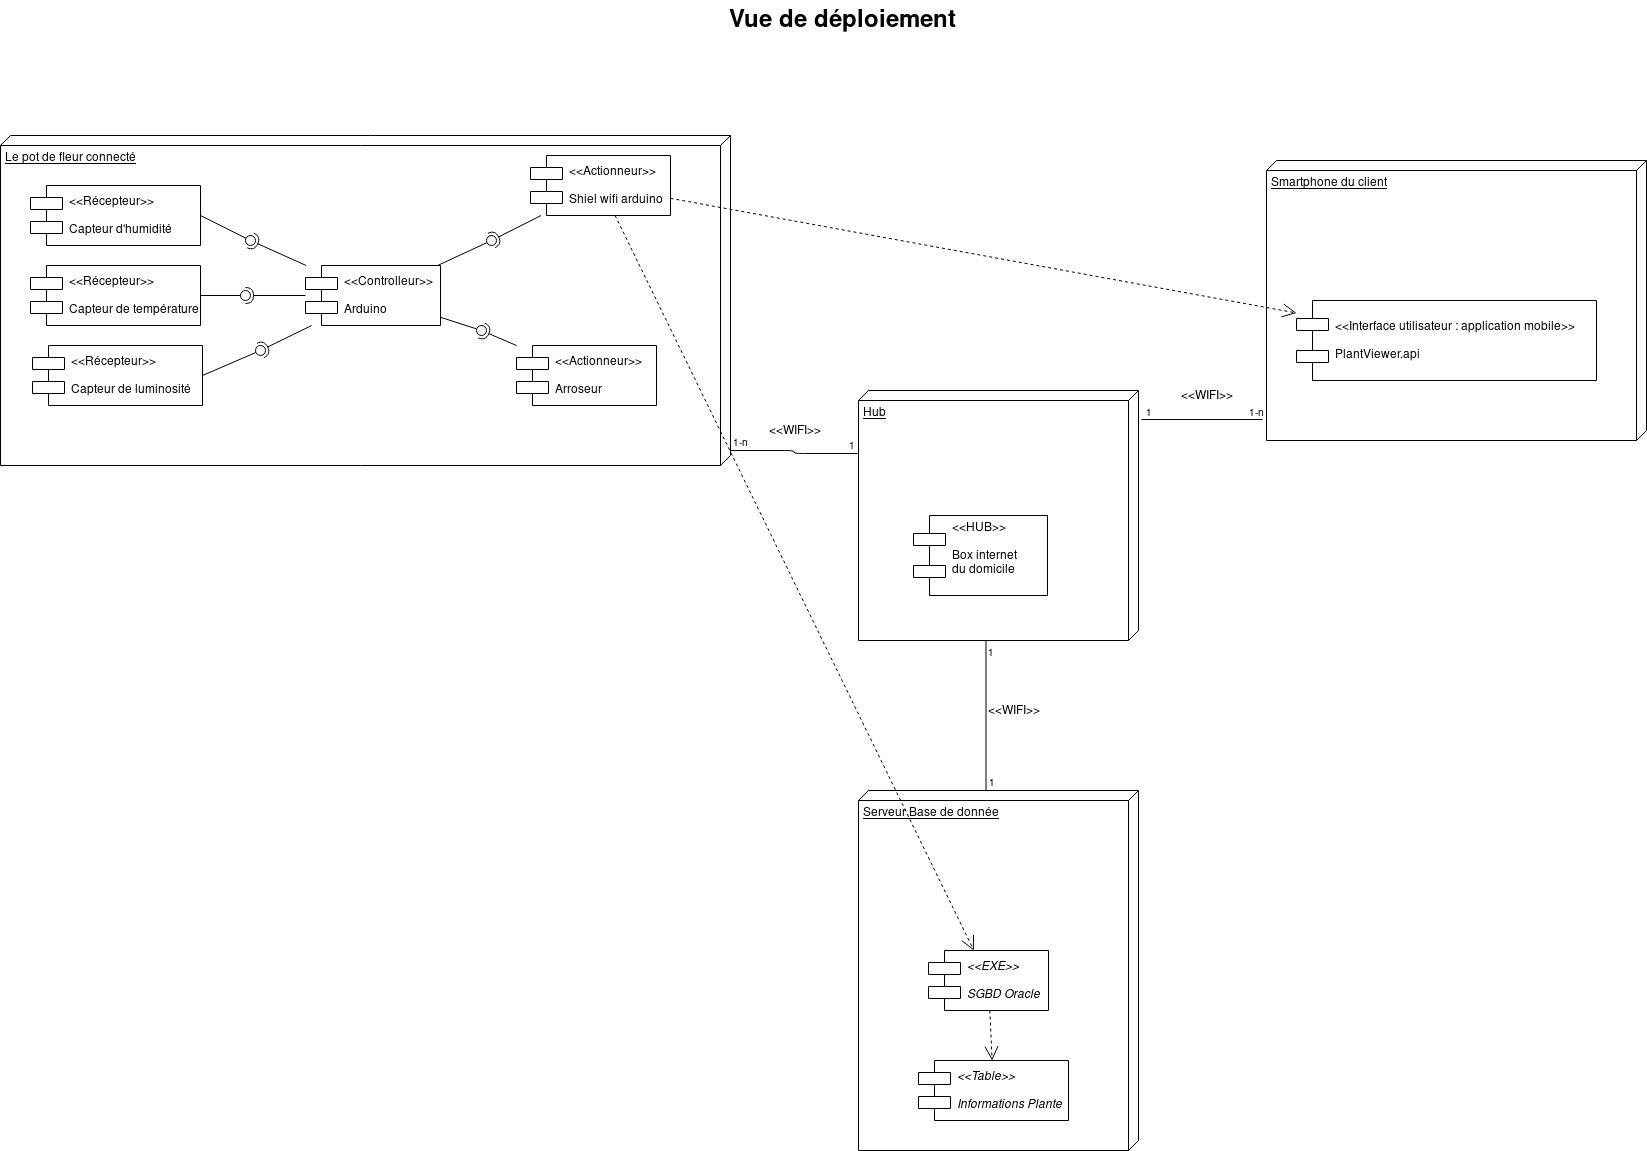 Vue de déploiement
Le pot de fleur connecté
<<Récepteur>>
Capteur d'humidité
<<Récepteur>>
Capteur de température
<<Récepteur>>
Capteur de luminosité
<<Controlleur>>
Arduino
<<Actionneur>>
Shiel wifi arduino
<<Actionneur>>
Arroseur
1-n
<<WIFI>>
1
Hub
<<HUB>>
Box internet
du domicile
1
<<WIFI>>
1-n
Smartphone du client
<<Interface utilisateur : application mobile>>
PlantViewer.api
1
<<WIFI>>
1
Serveur Base de donnée
<<EXE>>
SGBD Oracle
<<Table>>
Informations Plante